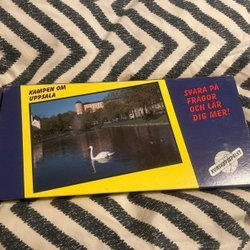 KAMPEN OM
UPPSALA
SVARA PÅ
FRÅGOR
OCH LÄR
DIG MER!